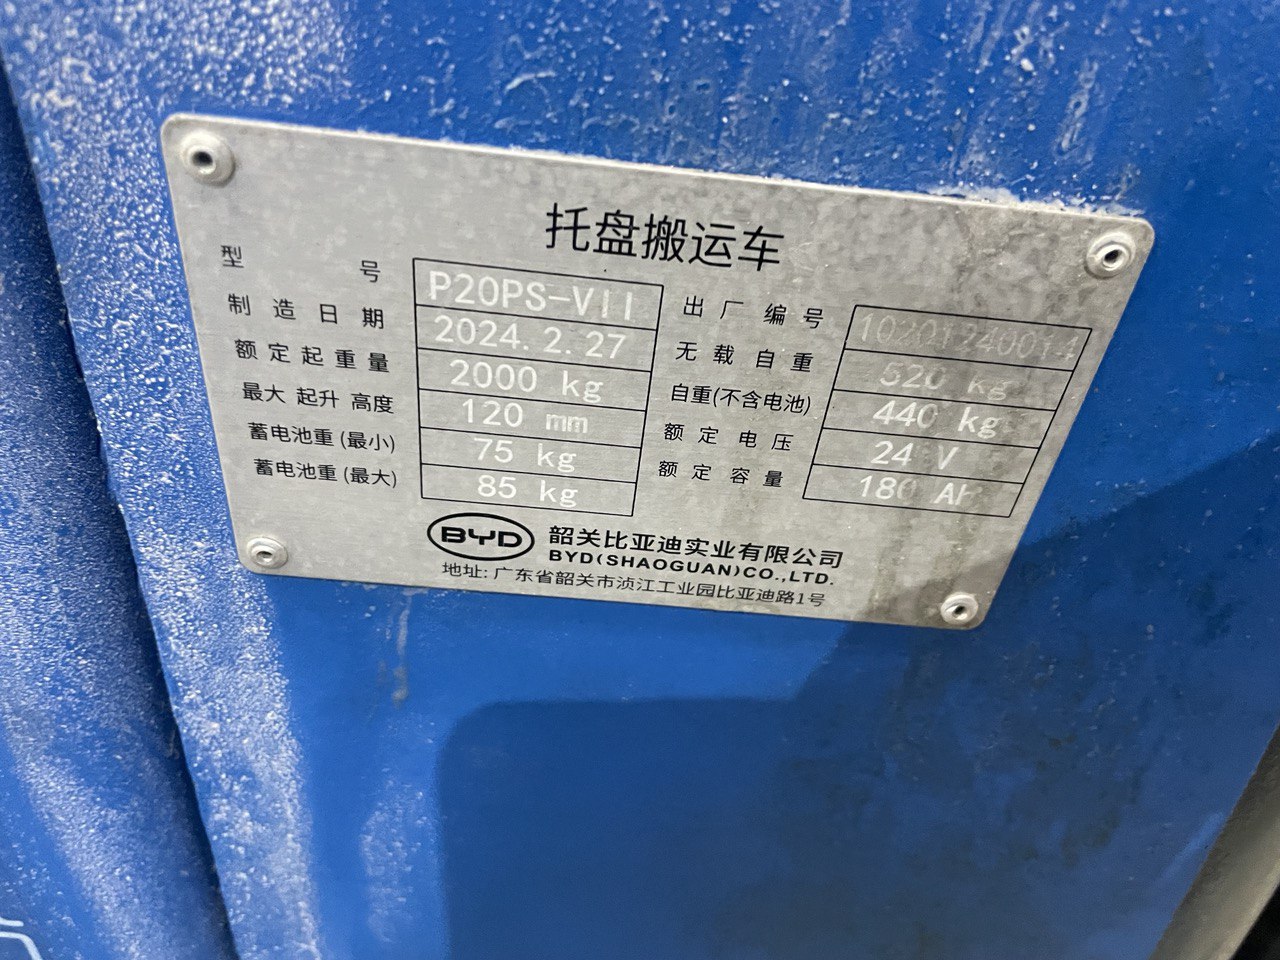 托盘搬运车
型号 P20PS-VII 出厂编号 10201240014
制造日期 2024.2.27 无载自重 520 kg
额定起重量 2000 kg 自重(不含电池) 440 kg
最大起升高度 120 mm 额定电压 24 V
蓄电池重(最小) 75 kg 额定容量 180 AH
蓄电池重(最大) 85 kg
BYD 韶关比亚迪实业有限公司
BYD(SHAOGUAN)CO.,LTD.
地址: 广东省韶关市浈江工业园比亚迪路1号